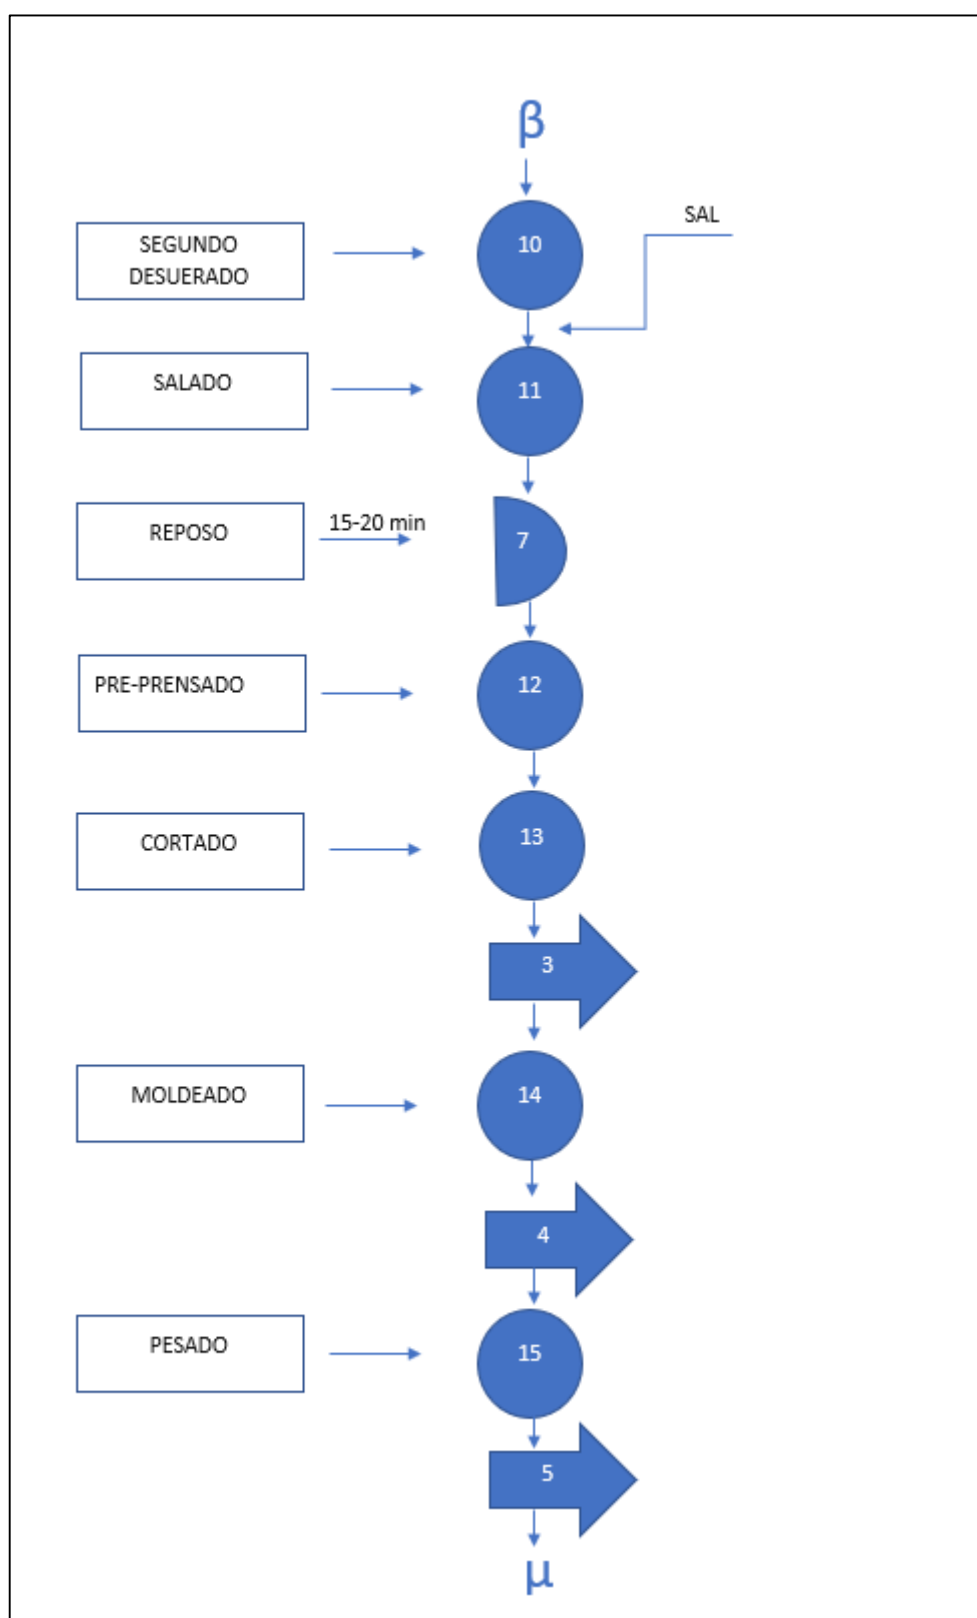 β
SEGUNDO
DESUERADO
10
SAL
SALADO
11
REPOSO
15-20 min
7
PRE-PRENSADO
12
CORTADO
13
3
MOLDEADO
14
4
PESADO
15
5
μ